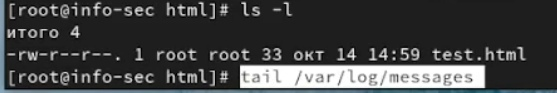 [root@info-sec html]# ls -l
итого 4
-rw-r--r--. 1 root root 33 окт 14 14:59 test.html
[root@info-sec html]# tail /var/log/messages